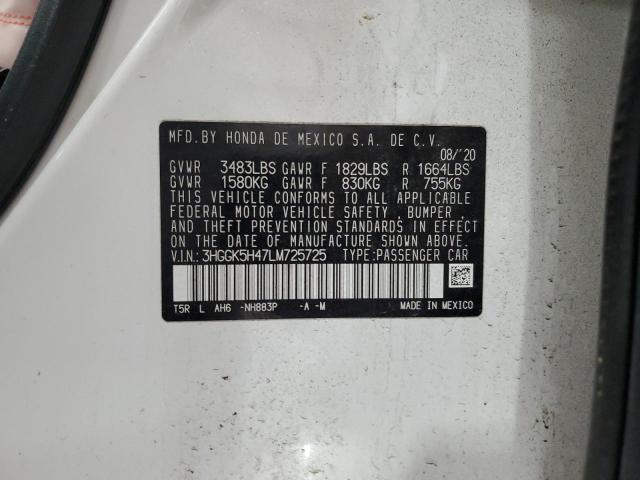 MFD.BY HONDA DE MEXICO S.A. DE C.V.
08/'20
GVWR 3483LBS GAWR F 1829LBS R 1664LBS
GVWR 1580KG GAWR F 830KG R 755KG
THIS VEHICLE CONFORMS TO ALL APPLICABLE
FEDERAL MOTOR VEHICLE SAFETY , BUMPER ,
AND THEFT PREVENTION STANDARDS IN EFFECT
ON THE DATE OF MANUFACTURE SHOWN ABOVE.
V.I.N.: 3HGGK5H47LM725725 TYPE:PASSENGER CAR
T5R L AH6 -NH883P -A -M
MADE IN MEXICO